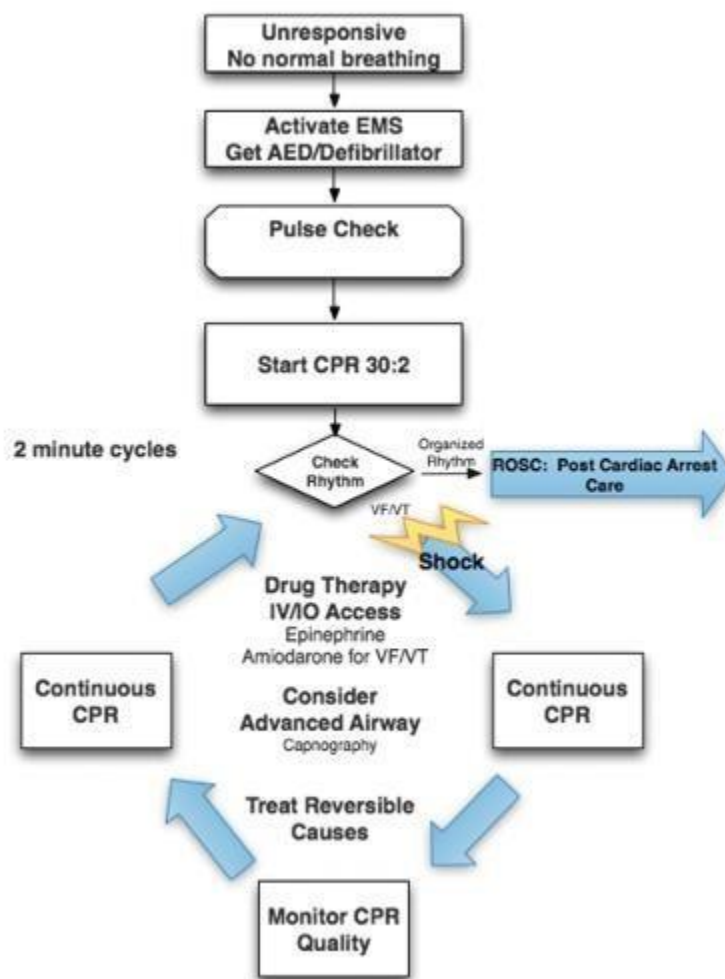 Unresponsive
No normal breathing
Activate EMS
Get AED/Defibrillator
Pulse Check
Start CPR 30:2
2 minute cycles
Check
Rhythm
Organized
Rhythm
ROSC: Post Cardiac Arrest
Care
VF/VT
Shock
Drug Therapy
IV/IO Access
Epinephrine
Amiodarone for VF/VT
Continuous
CPR
Consider
Advanced Airway
Capnography
Continuous
CPR
Treat Reversible
Causes
Monitor CPR
Quality